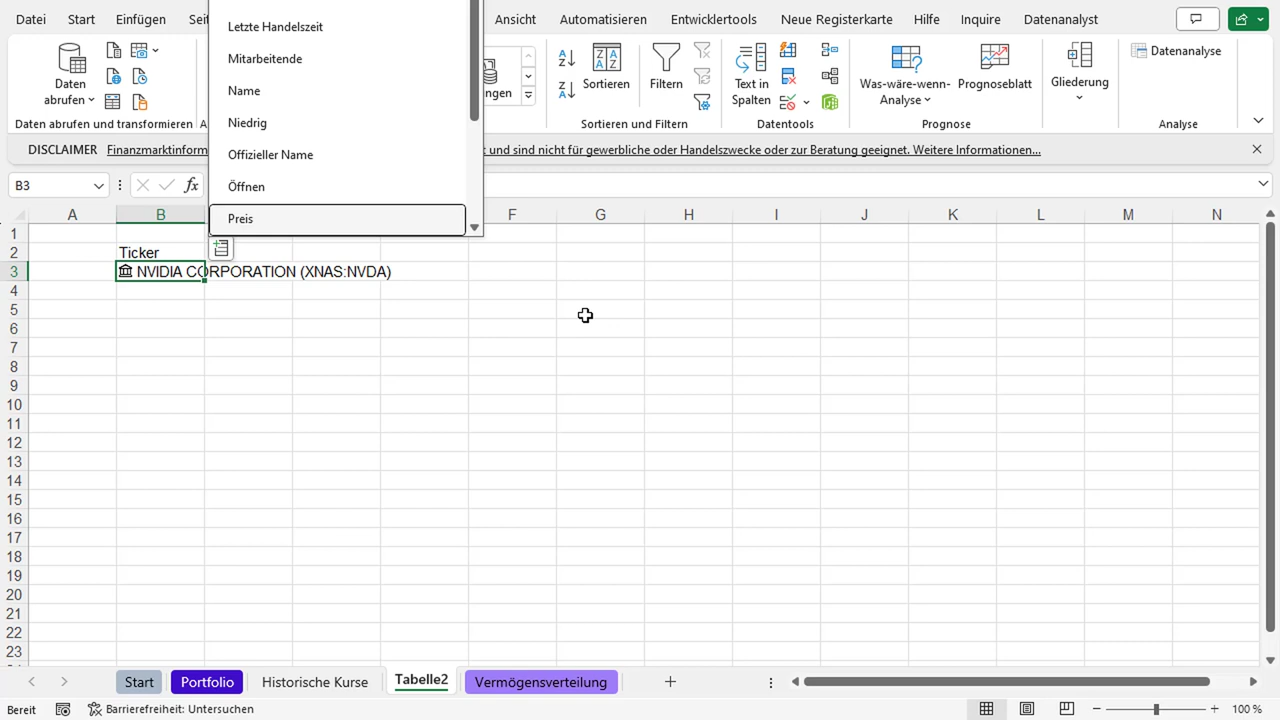 Datei Start Einfügen Seit Ansicht Automatisieren Entwicklertools Neue Registerkarte Hilfe Inquire Datenanalyse
Letzte Handelszeit
Mitarbeitende
Name
Niedrig
Offizieller Name
Öffnen
Preis
Daten abrufen
ngen
Sortieren
Filtern
Text in Spalten
Was-wäre-wenn-Analyse
Prognoseblatt
Gliederung
Datenanalyse
Daten abrufen und transformieren A Sortieren und Filtern Datentools Prognose Analyse
DISCLAIMER Finanzmarktinform t und sind nicht für gewerbliche oder Handelszwecke oder zur Beratung geeignet. Weitere Informationen...
B3 fx
A B F G H I J K L M N
1
2 Ticker
3 NVIDIA CORPORATION (XNAS:NVDA)
4
5
6
7
8
9
10
11
12
13
14
15
16
17
18
19
20
21
22
23
Start Portfolio Historische Kurse Tabelle2 Vermögensverteilung
Bereit Barrierefreiheit: Untersuchen 100 %